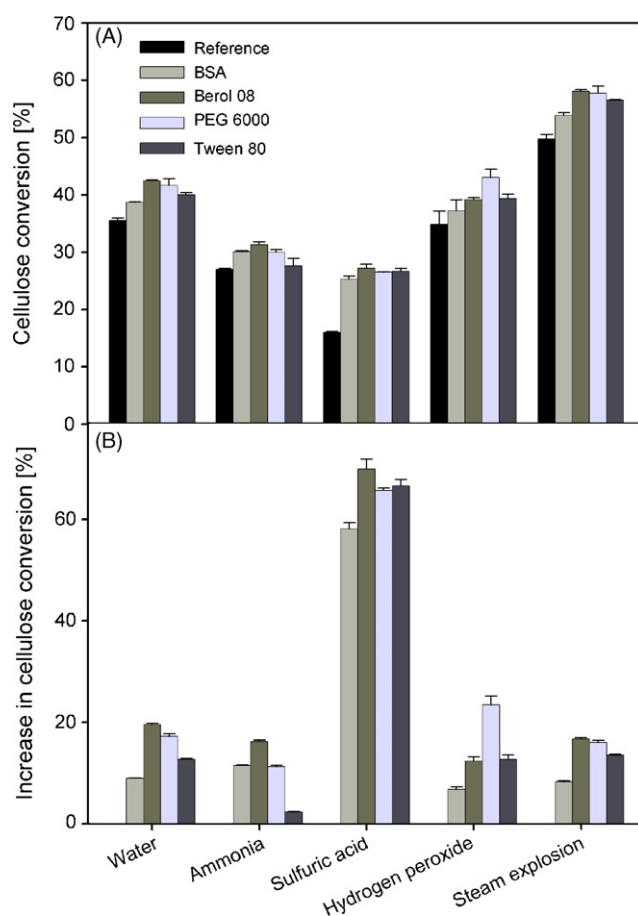 (A)
Reference
BSA
Berol 08
PEG 6000
Tween 80
Cellulose conversion [%]
70
60
50
40
30
20
10
0
(B)
Increase in cellulose conversion [%]
60
40
20
0
Water
Ammonia
Sulfuric acid
Hydrogen peroxide
Steam explosion